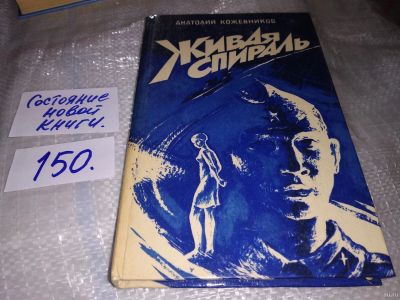 АНАТОЛИЙ КОЖЕВНИКОВ
ЖИВАЯ
СПИРАЛЬ
Состояние
новой
книги.
150.